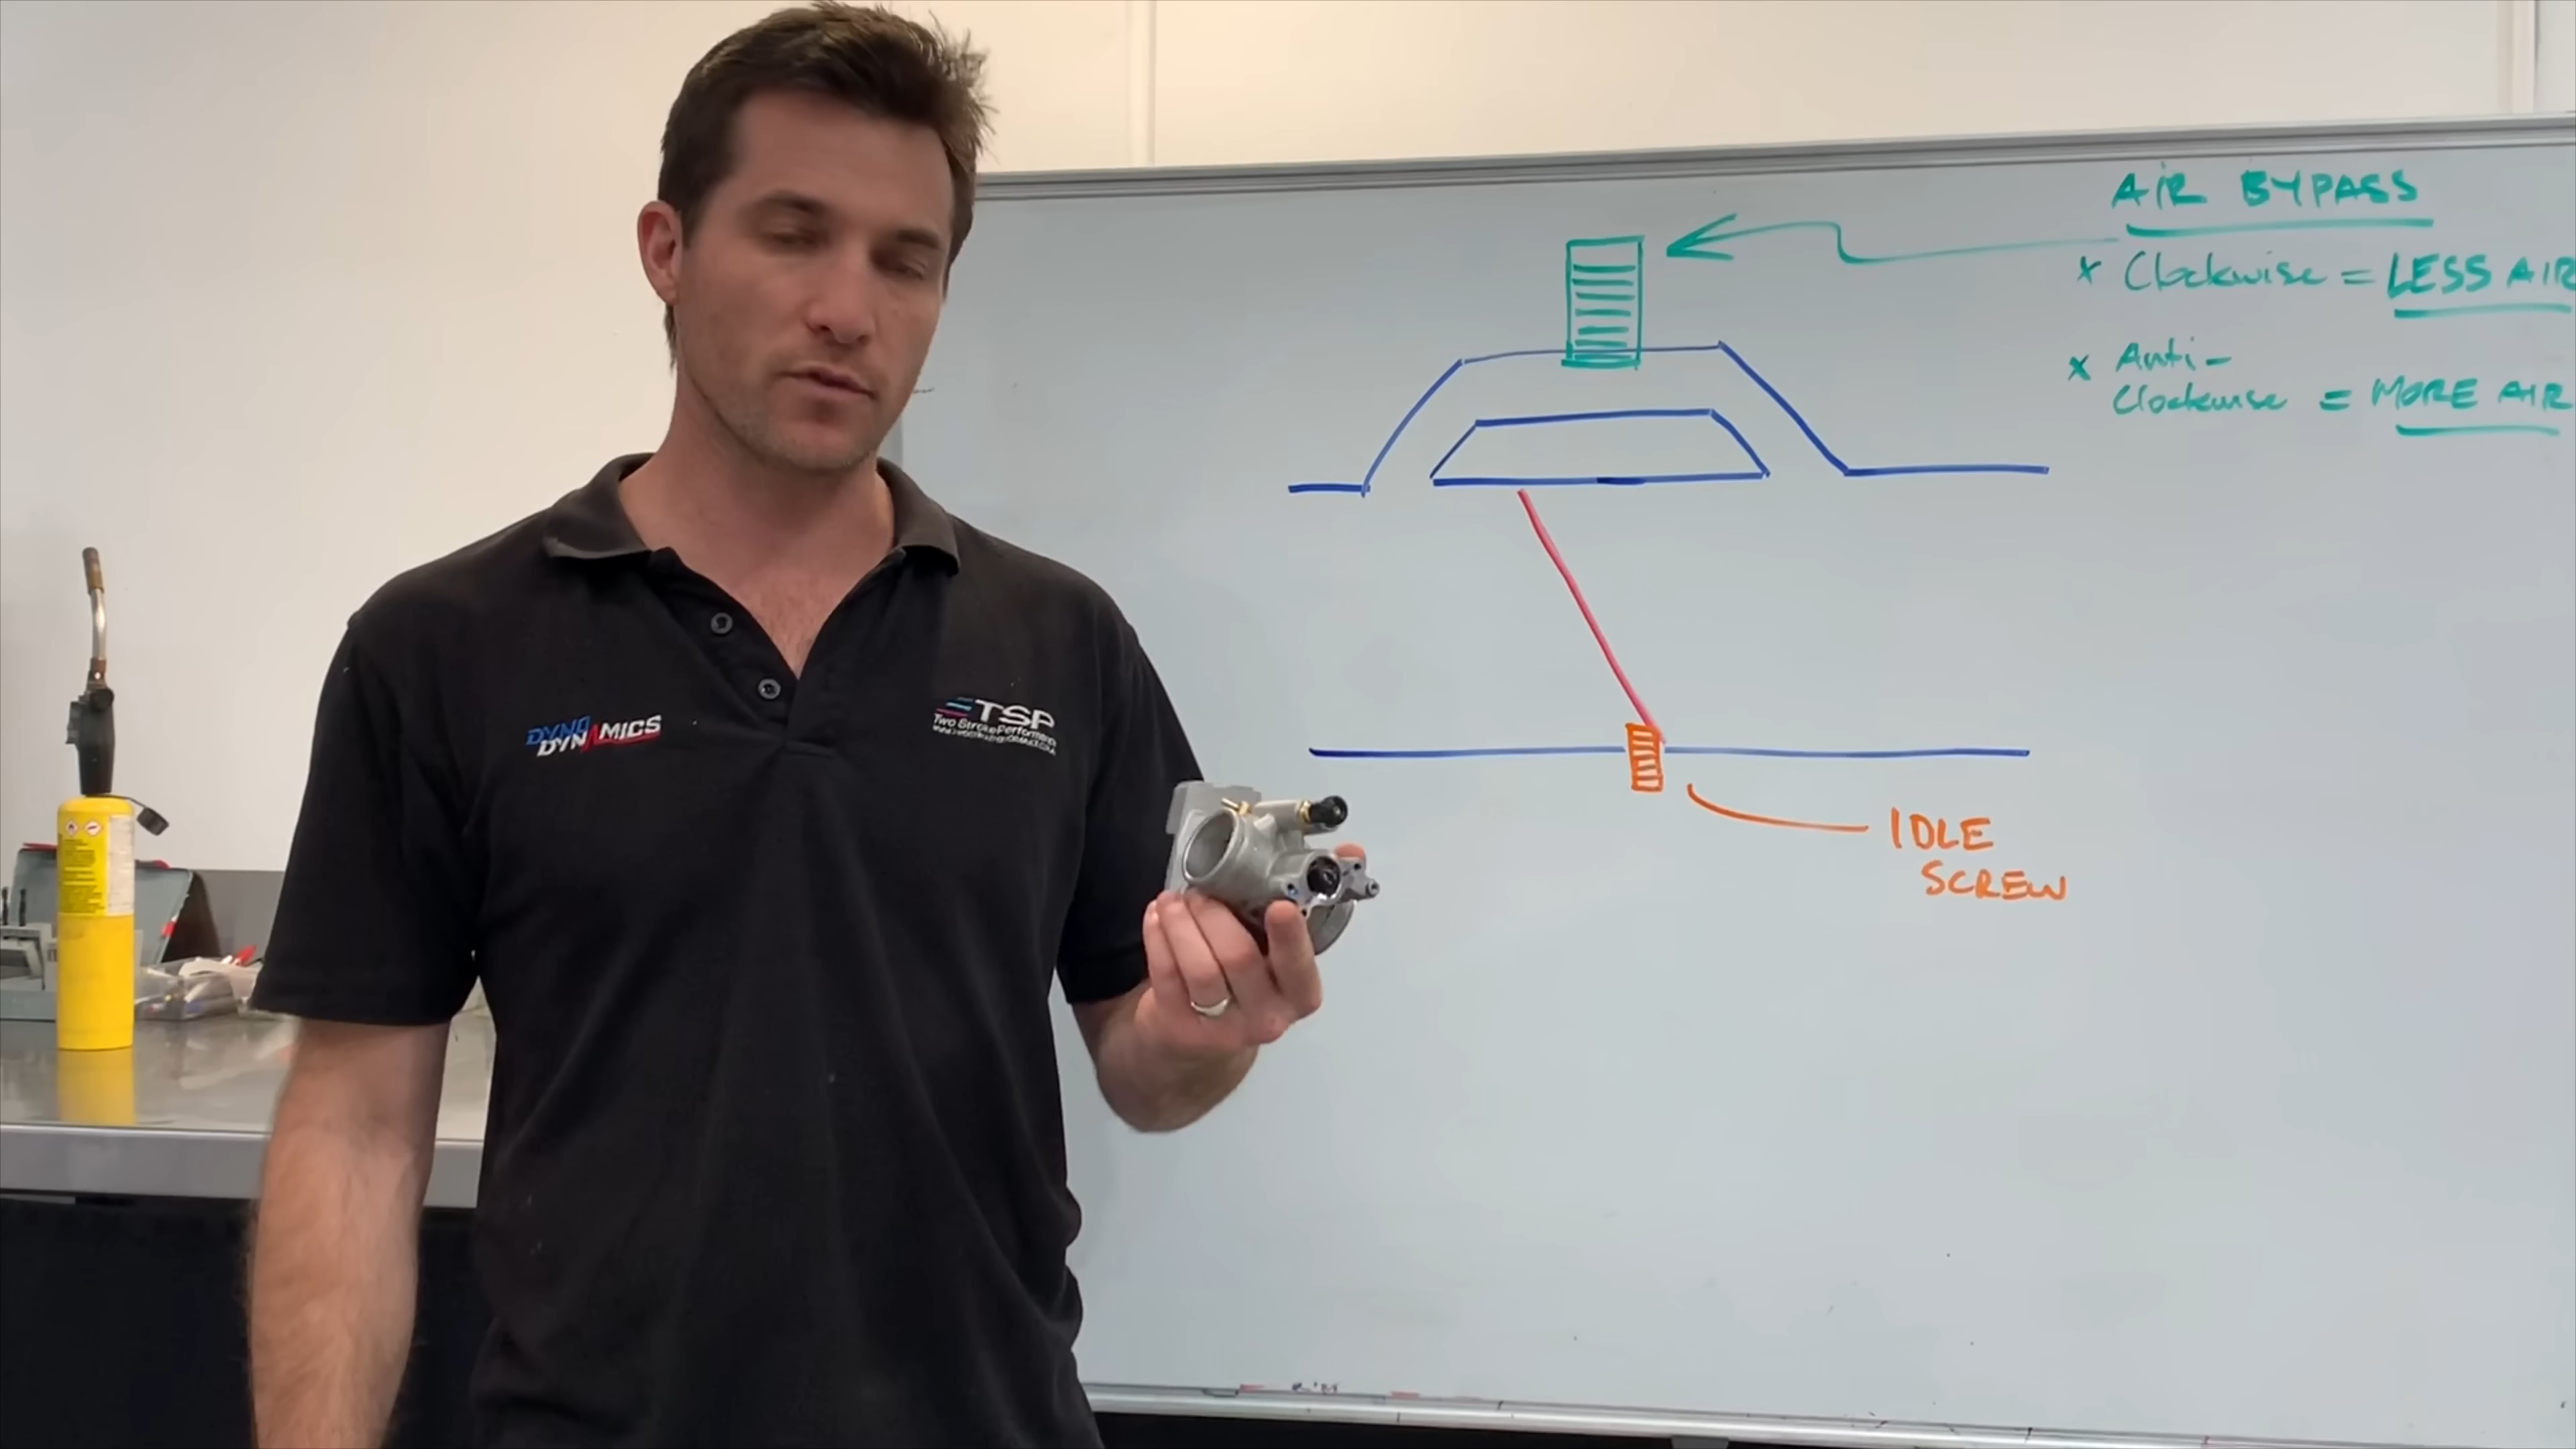 AIR BYPASS
x Clockwise = LESS AIR
x Anti-
Clockwise = MORE AIR
DYNO
DYNAMICS
TSP
Two Stroke Performance
IDLE
SCREW